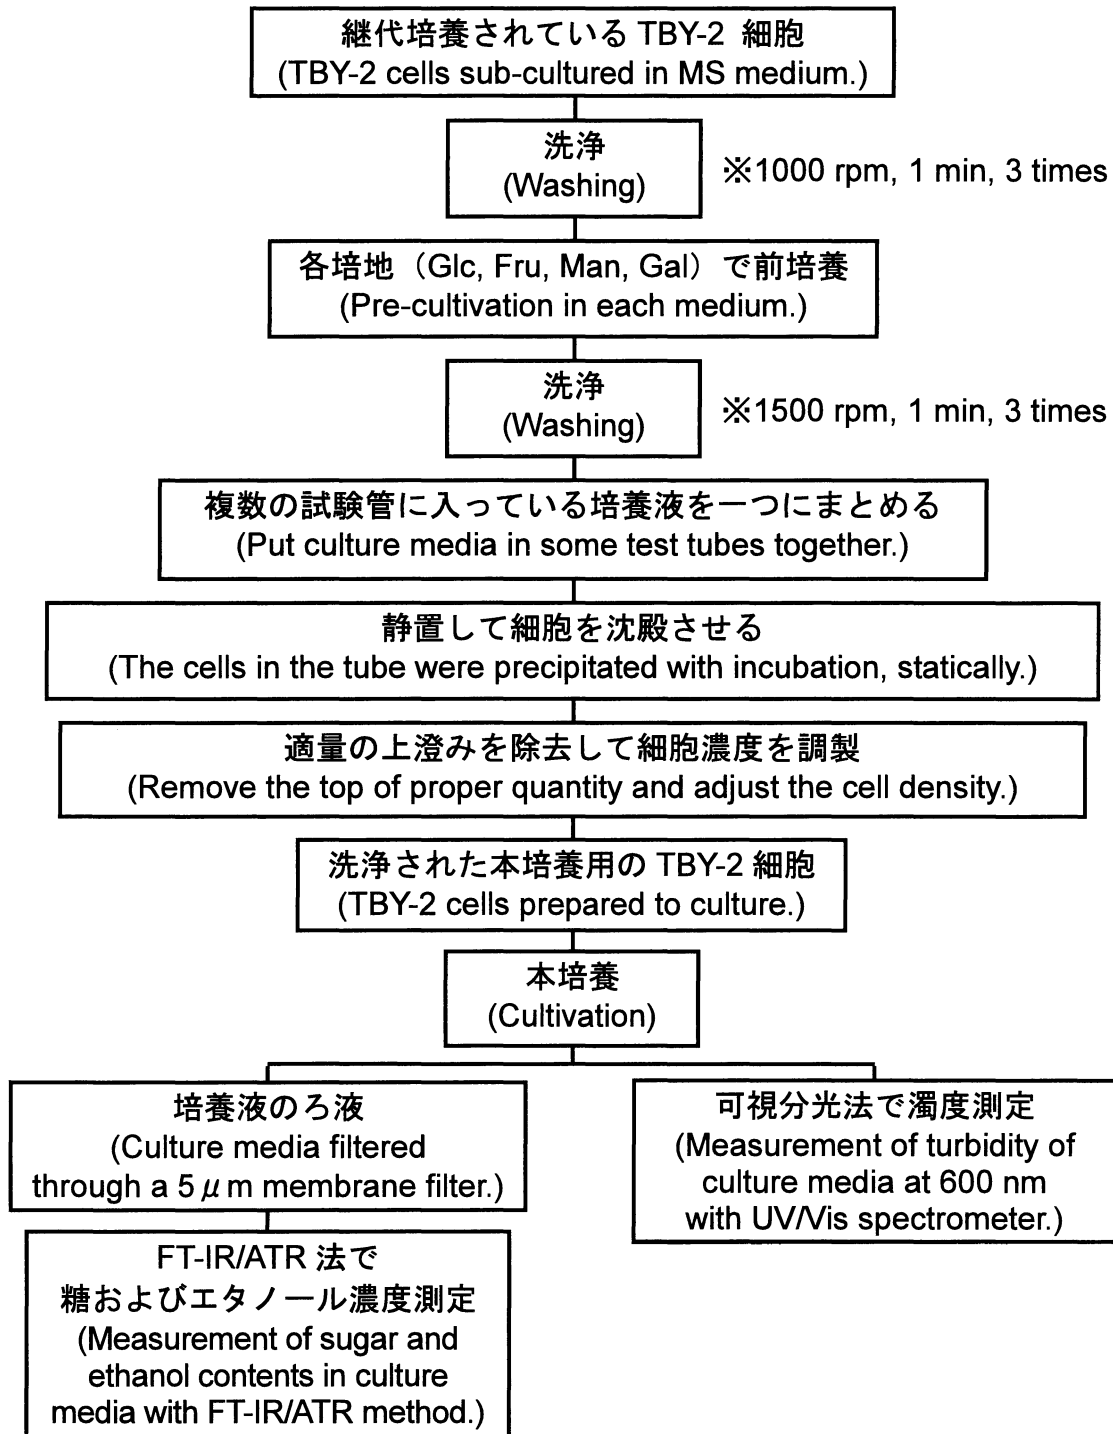 継代培養されている TBY-2 細胞
(TBY-2 cells sub-cultured in MS medium.)
洗浄
(Washing)
※1000 rpm, 1 min, 3 times
各培地（Glc, Fru, Man, Gal）で前培養
(Pre-cultivation in each medium.)
洗浄
(Washing)
※1500 rpm, 1 min, 3 times
複数の試験管に入っている培養液を一つにまとめる
(Put culture media in some test tubes together.)
静置して細胞を沈殿させる
(The cells in the tube were precipitated with incubation, statically.)
適量の上澄みを除去して細胞濃度を調製
(Remove the top of proper quantity and adjust the cell density.)
洗浄された本培養用の TBY-2 細胞
(TBY-2 cells prepared to culture.)
本培養
(Cultivation)
培養液のろ液
(Culture media filtered
through a 5 μ m membrane filter.)
可視分光法で濁度測定
(Measurement of turbidity of
culture media at 600 nm
with UV/Vis spectrometer.)
FT-IR/ATR 法で
糖およびエタノール濃度測定
(Measurement of sugar and
ethanol contents in culture
media with FT-IR/ATR method.)